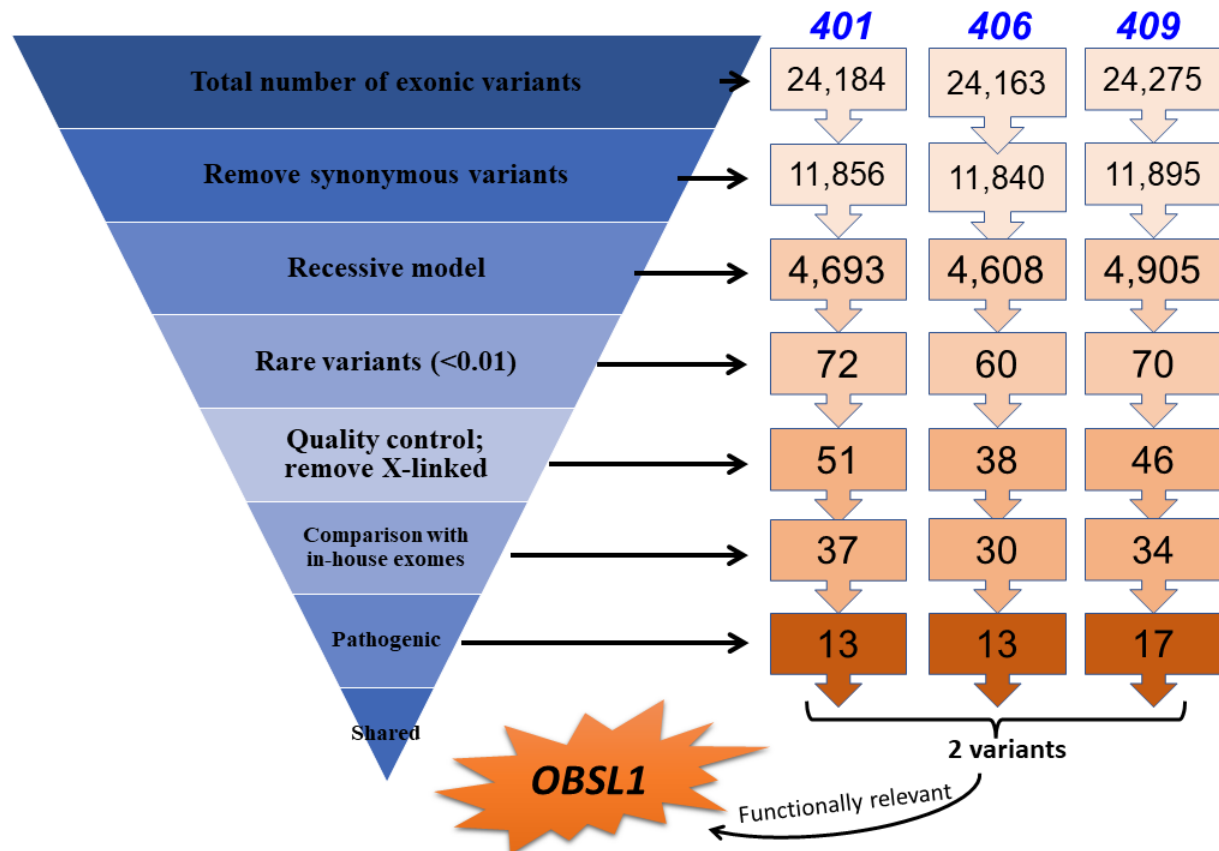 401 406 409
Total number of exonic variants 24,184 24,163 24,275
Remove synonymous variants 11,856 11,840 11,895
Recessive model 4,693 4,608 4,905
Rare variants (<0.01) 72 60 70
Quality control;
remove X-linked 51 38 46
Comparison with
in-house exomes 37 30 34
Pathogenic 13 13 17
Shared
2 variants
OBSL1
Functionally relevant